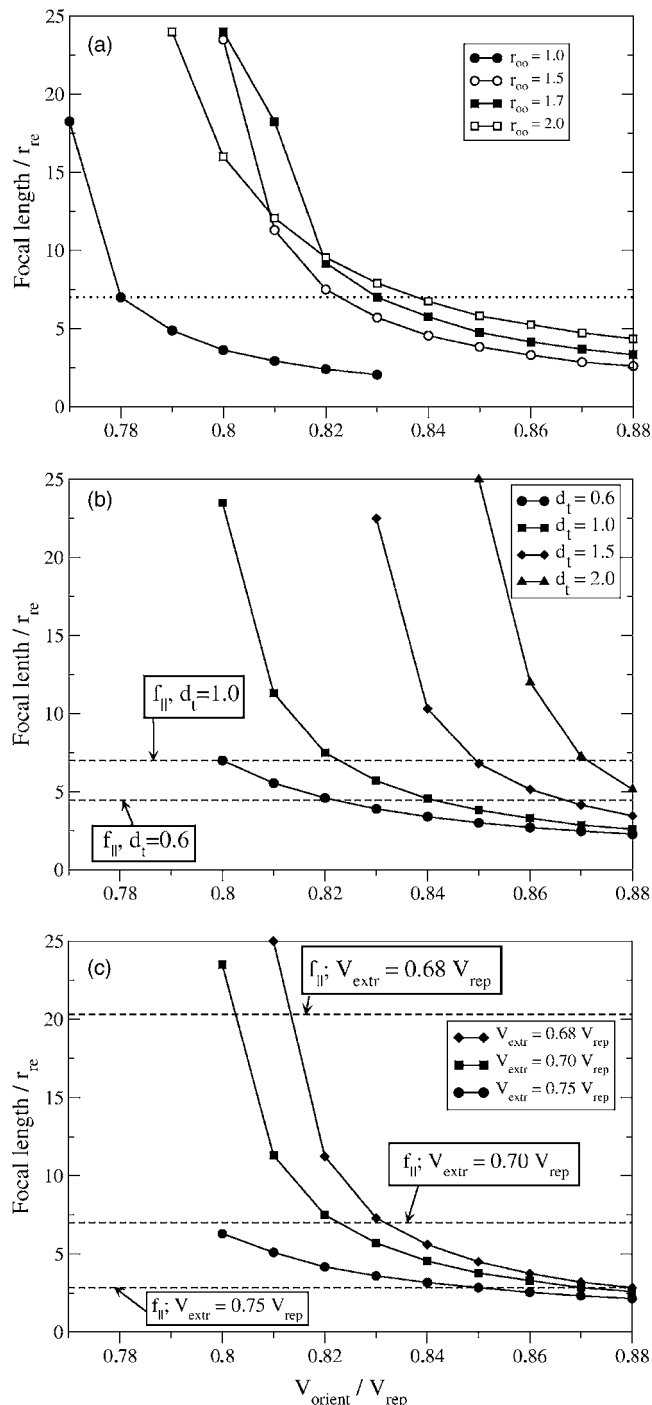 (a)
r_oo = 1.0
r_oo = 1.5
r_oo = 1.7
r_oo = 2.0
Focal length / r_re
25
20
15
10
5
0
0.78 0.8 0.82 0.84 0.86 0.88
(b)
d_t = 0.6
d_t = 1.0
d_t = 1.5
d_t = 2.0
Focal lenth / r_re
25
20
15
10
5
0
f_||, d_t=1.0
f_||, d_t=0.6
0.78 0.8 0.82 0.84 0.86 0.88
(c)
f_||; V_extr = 0.68 V_rep
V_extr = 0.68 V_rep
V_extr = 0.70 V_rep
V_extr = 0.75 V_rep
f_||; V_extr = 0.70 V_rep
f_||; V_extr = 0.75 V_rep
Focal length / r_re
25
20
15
10
5
0
0.78 0.8 0.82 0.84 0.86 0.88
V_orient / V_rep